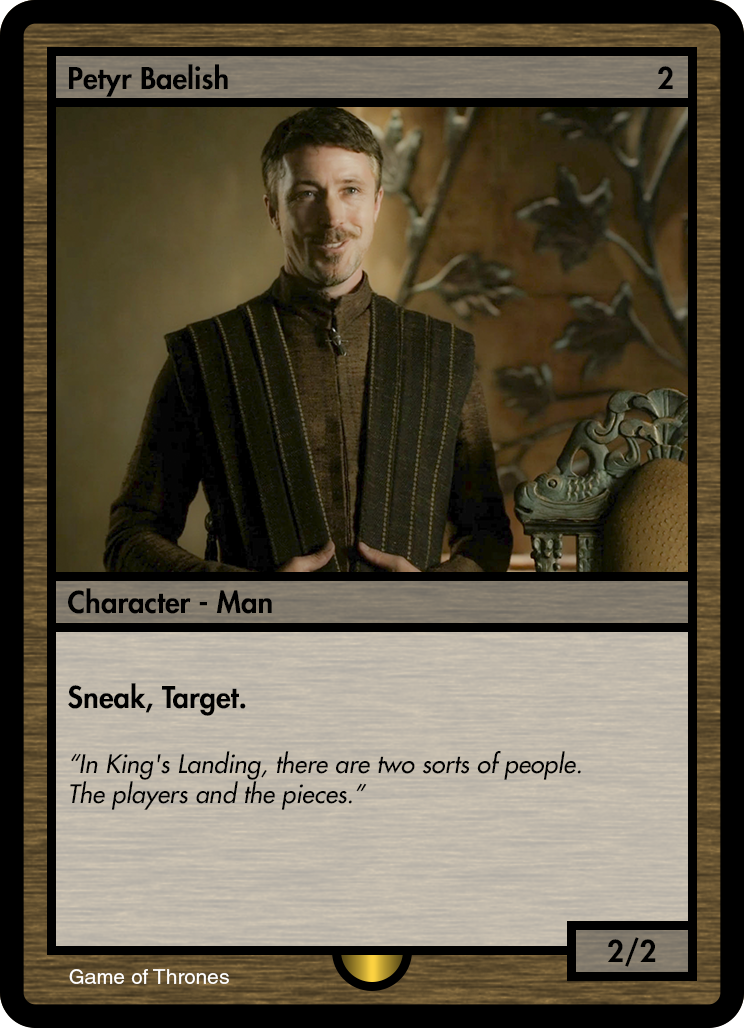 Petyr Baelish 2
Character - Man
Sneak, Target.
“In King's Landing, there are two sorts of people.
The players and the pieces.”
2/2
Game of Thrones